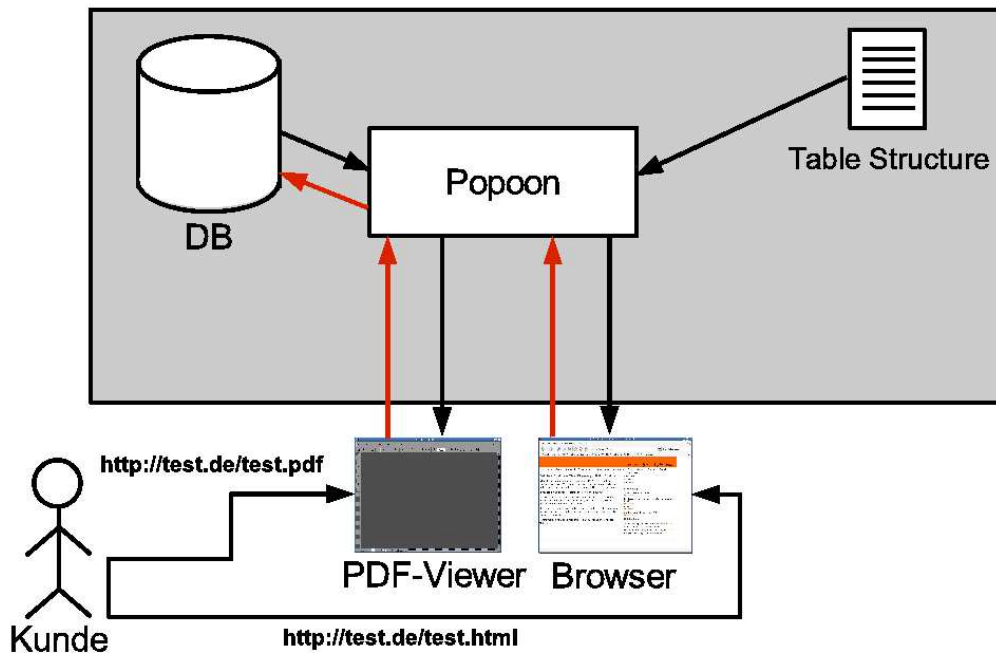 DB
Popoon
Table Structure
http://test.de/test.pdf
PDF-Viewer
Browser
Kunde
http://test.de/test.html